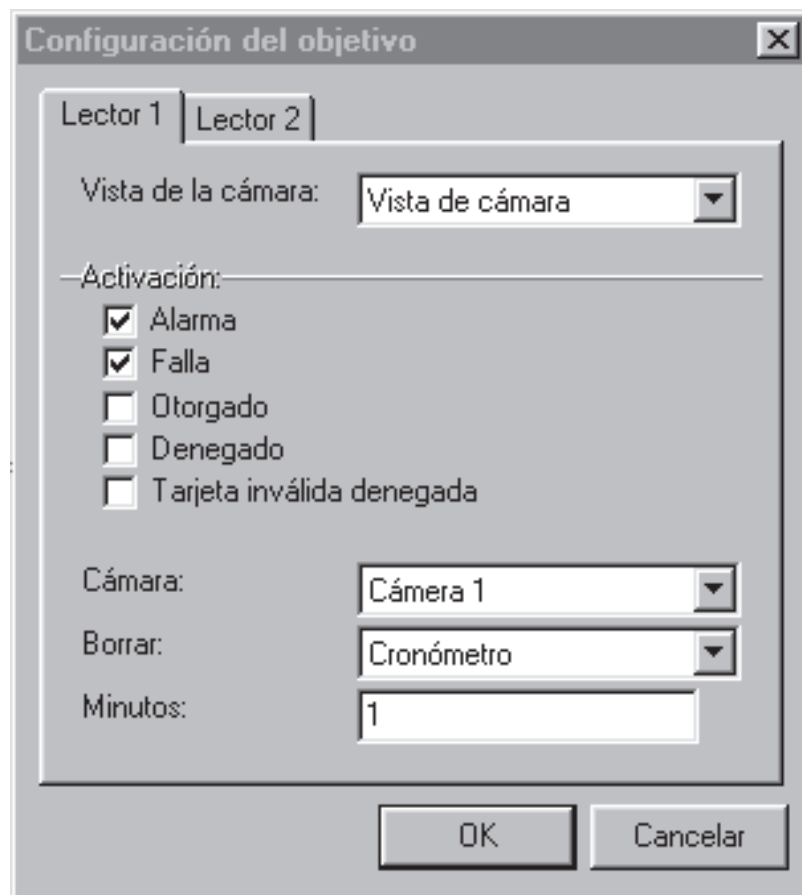 Configuración del objetivo
Lector 1 Lector 2
Vista de la cámara: Vista de cámara
Activación:
Alarma
Falla
Otorgado
Denegado
Tarjeta inválida denegada
Cámara: Cámera 1
Borrar: Cronómetro
Minutos: 1
OK Cancelar